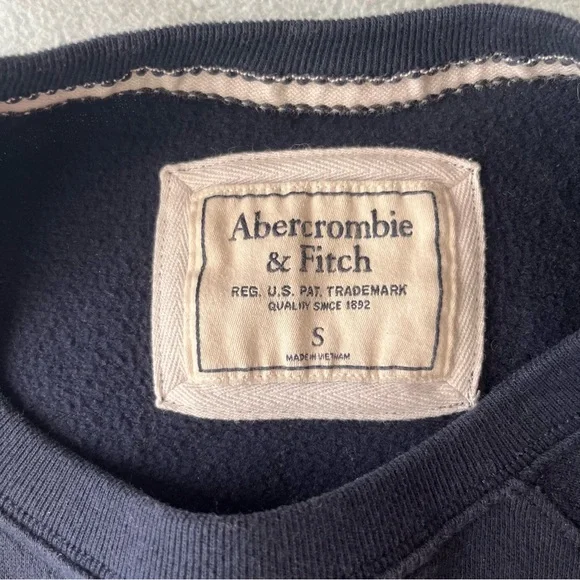 Abercrombie
& Fitch
REG. U.S. PAT. TRADEMARK
QUALITY SINCE 1892
S
MADE IN VIETNAM